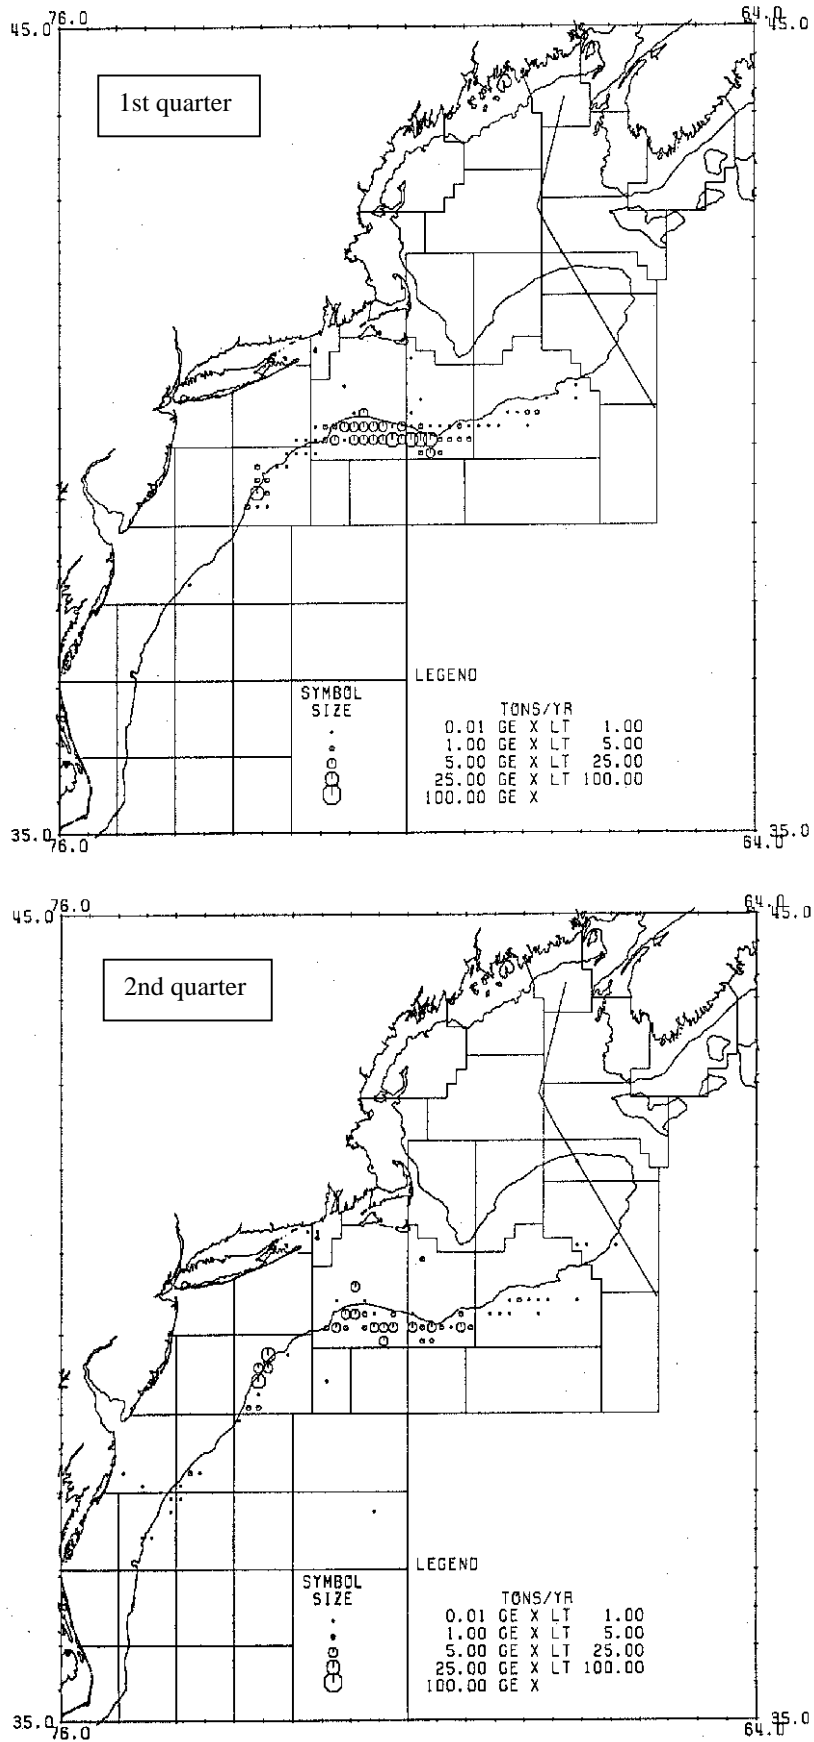 76.0
64.0
45.0
45.0
1st quarter
LEGEND
SYMBOL
SIZE
TONS/YR
0.01 GE X LT 1.00
1.00 GE X LT 5.00
5.00 GE X LT 25.00
25.00 GE X LT 100.00
100.00 GE X
35.0
35.0
76.0
64.0
76.0
64.0
45.0
45.0
2nd quarter
LEGEND
SYMBOL
SIZE
TONS/YR
0.01 GE X LT 1.00
1.00 GE X LT 5.00
5.00 GE X LT 25.00
25.00 GE X LT 100.00
100.00 GE X
35.0
35.0
76.0
64.0